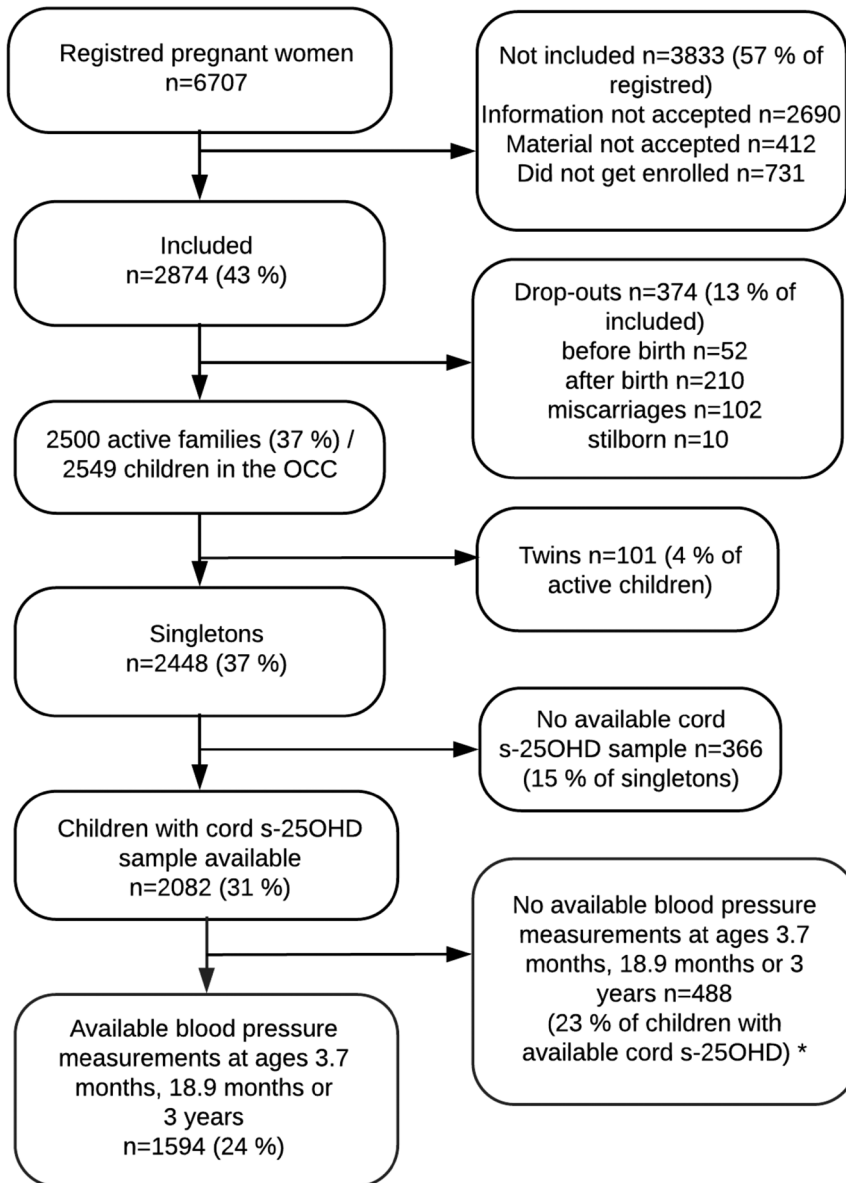 Registred pregnant women
n=6707
Not included n=3833 (57 % of
registred)
Information not accepted n=2690
Material not accepted n=412
Did not get enrolled n=731
Included
n=2874 (43 %)
Drop-outs n=374 (13 % of
included)
before birth n=52
after birth n=210
miscarriages n=102
stilborn n=10
2500 active families (37 %) /
2549 children in the OCC
Twins n=101 (4 % of
active children)
Singletons
n=2448 (37 %)
No available cord
s-25OHD sample n=366
(15 % of singletons)
Children with cord s-25OHD
sample available
n=2082 (31 %)
No available blood pressure
measurements at ages 3.7
months, 18.9 months or 3
years n=488
(23 % of children with
available cord s-25OHD) *
Available blood pressure
measurements at ages 3.7
months, 18.9 months or
3 years
n=1594 (24 %)